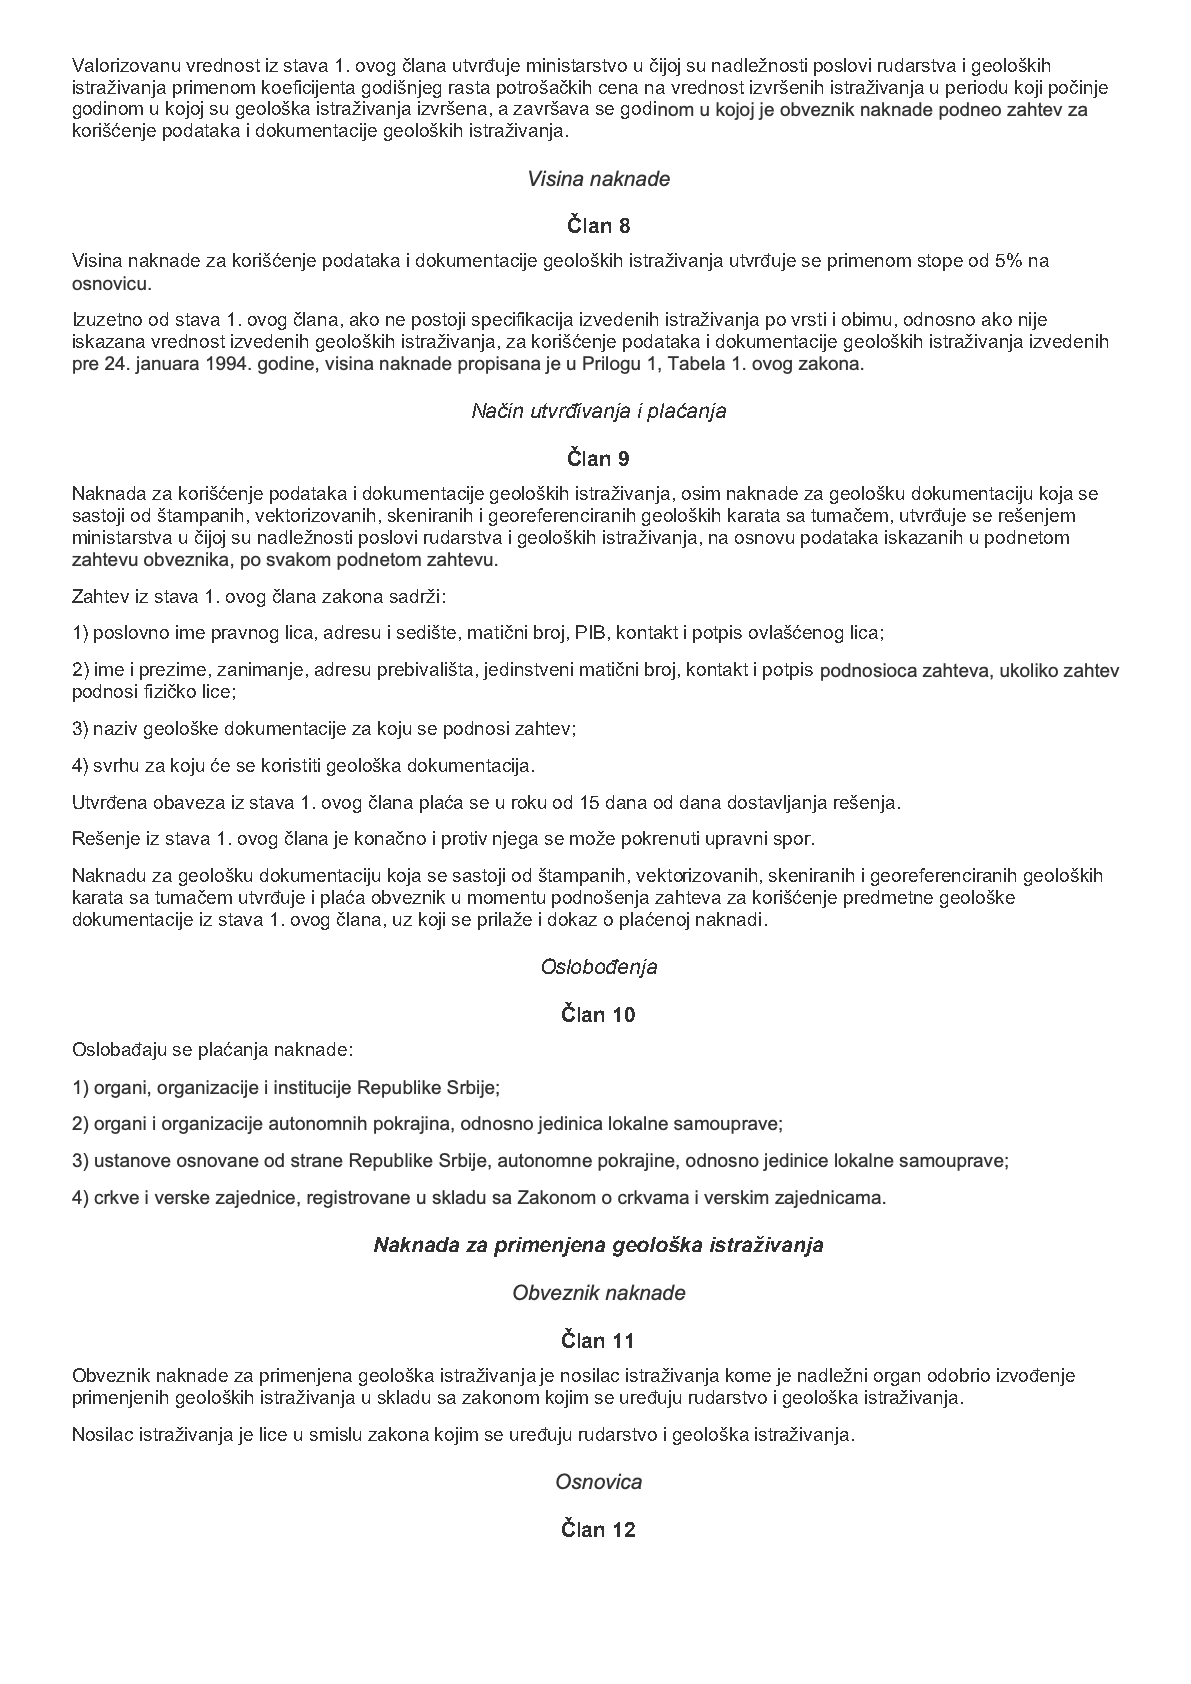 Valorizovanu vrednost iz stava 1. ovog člana utvrđuje ministarstvo u čijoj su nadležnosti poslovi rudarstva i geoloških
istraživanja primenom koeficijenta godišnjeg rasta potrošačkih cena na vrednost izvršenih istraživanja u periodu koji počinje
godinom u kojoj su geološka istraživanja izvršena, a završava se godinom u kojoj je obveznik naknade podneo zahtev za
korišćenje podataka i dokumentacije geoloških istraživanja.
Visina naknade
Član 8
Visina naknade za korišćenje podataka i dokumentacije geoloških istraživanja utvrđuje se primenom stope od 5% na
osnovicu.
Izuzetno od stava 1. ovog člana, ako ne postoji specifikacija izvedenih istraživanja po vrsti i obimu, odnosno ako nije
iskazana vrednost izvedenih geoloških istraživanja, za korišćenje podataka i dokumentacije geoloških istraživanja izvedenih
pre 24. januara 1994. godine, visina naknade propisana je u Prilogu 1, Tabela 1. ovog zakona.
Način utvrđivanja i plaćanja
Član 9
Naknada za korišćenje podataka i dokumentacije geoloških istraživanja, osim naknade za geološku dokumentaciju koja se
sastoji od štampanih, vektorizovanih, skeniranih i georeferenciranih geoloških karata sa tumačem, utvrđuje se rešenjem
ministarstva u čijoj su nadležnosti poslovi rudarstva i geoloških istraživanja, na osnovu podataka iskazanih u podnetom
zahtevu obveznika, po svakom podnetom zahtevu.
Zahtev iz stava 1. ovog člana zakona sadrži:
1) poslovno ime pravnog lica, adresu i sedište, matični broj, PIB, kontakt i potpis ovlašćenog lica;
2) ime i prezime, zanimanje, adresu prebivališta, jedinstveni matični broj, kontakt i potpis podnosioca zahteva, ukoliko zahtev
podnosi fizičko lice;
3) naziv geološke dokumentacije za koju se podnosi zahtev;
4) svrhu za koju će se koristiti geološka dokumentacija.
Utvrđena obaveza iz stava 1. ovog člana plaća se u roku od 15 dana od dana dostavljanja rešenja.
Rešenje iz stava 1. ovog člana je konačno i protiv njega se može pokrenuti upravni spor.
Naknadu za geološku dokumentaciju koja se sastoji od štampanih, vektorizovanih, skeniranih i georeferenciranih geoloških
karata sa tumačem utvrđuje i plaća obveznik u momentu podnošenja zahteva za korišćenje predmetne geološke
dokumentacije iz stava 1. ovog člana, uz koji se prilaže i dokaz o plaćenoj naknadi.
Oslobođenja
Član 10
Oslobađaju se plaćanja naknade:
1) organi, organizacije i institucije Republike Srbije;
2) organi i organizacije autonomnih pokrajina, odnosno jedinica lokalne samouprave;
3) ustanove osnovane od strane Republike Srbije, autonomne pokrajine, odnosno jedinice lokalne samouprave;
4) crkve i verske zajednice, registrovane u skladu sa Zakonom o crkvama i verskim zajednicama.
Naknada za primenjena geološka istraživanja
Obveznik naknade
Član 11
Obveznik naknade za primenjena geološka istraživanja je nosilac istraživanja kome je nadležni organ odobrio izvođenje
primenjenih geoloških istraživanja u skladu sa zakonom kojim se uređuju rudarstvo i geološka istraživanja.
Nosilac istraživanja je lice u smislu zakona kojim se uređuju rudarstvo i geološka istraživanja.
Osnovica
Član 12